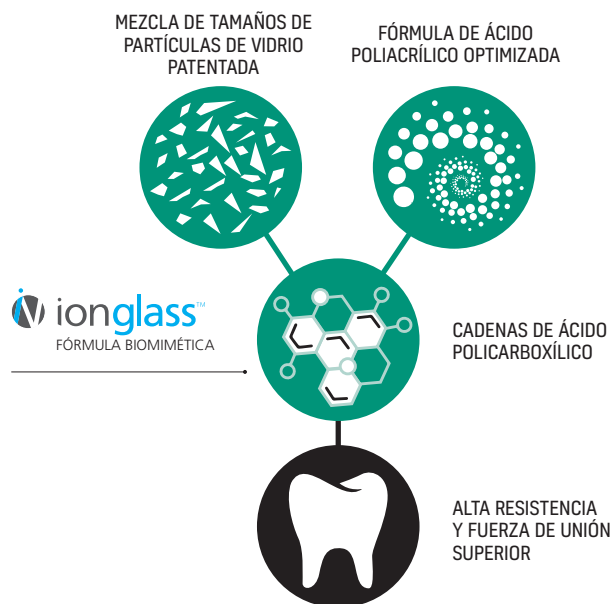 MEZCLA DE TAMAÑOS DE
PARTÍCULAS DE VIDRIO
PATENTADA
FÓRMULA DE ÁCIDO
POLIACRÍLICO OPTIMIZADA
ionglass™
FÓRMULA BIOMIMÉTICA
CADENAS DE ÁCIDO
POLICARBOXÍLICO
ALTA RESISTENCIA
Y FUERZA DE UNIÓN
SUPERIOR